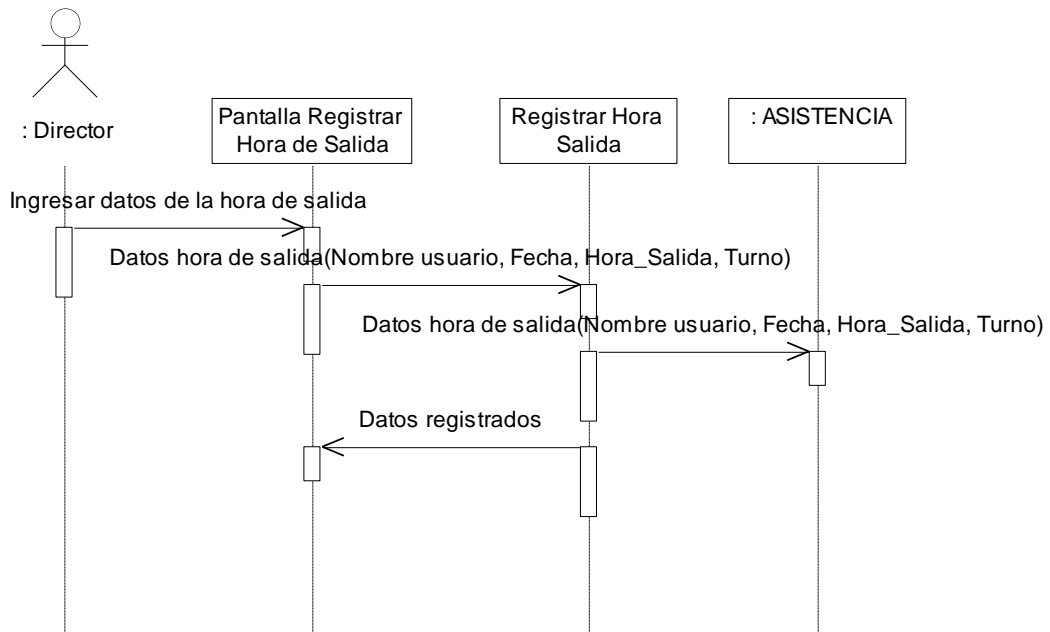 : Director
Pantalla Registrar
Hora de Salida
Registrar Hora
Salida
: ASISTENCIA
Ingresar datos de la hora de salida
Datos hora de salida(Nombre usuario, Fecha, Hora_Salida, Turno)
Datos hora de salida(Nombre usuario, Fecha, Hora_Salida, Turno)
Datos registrados